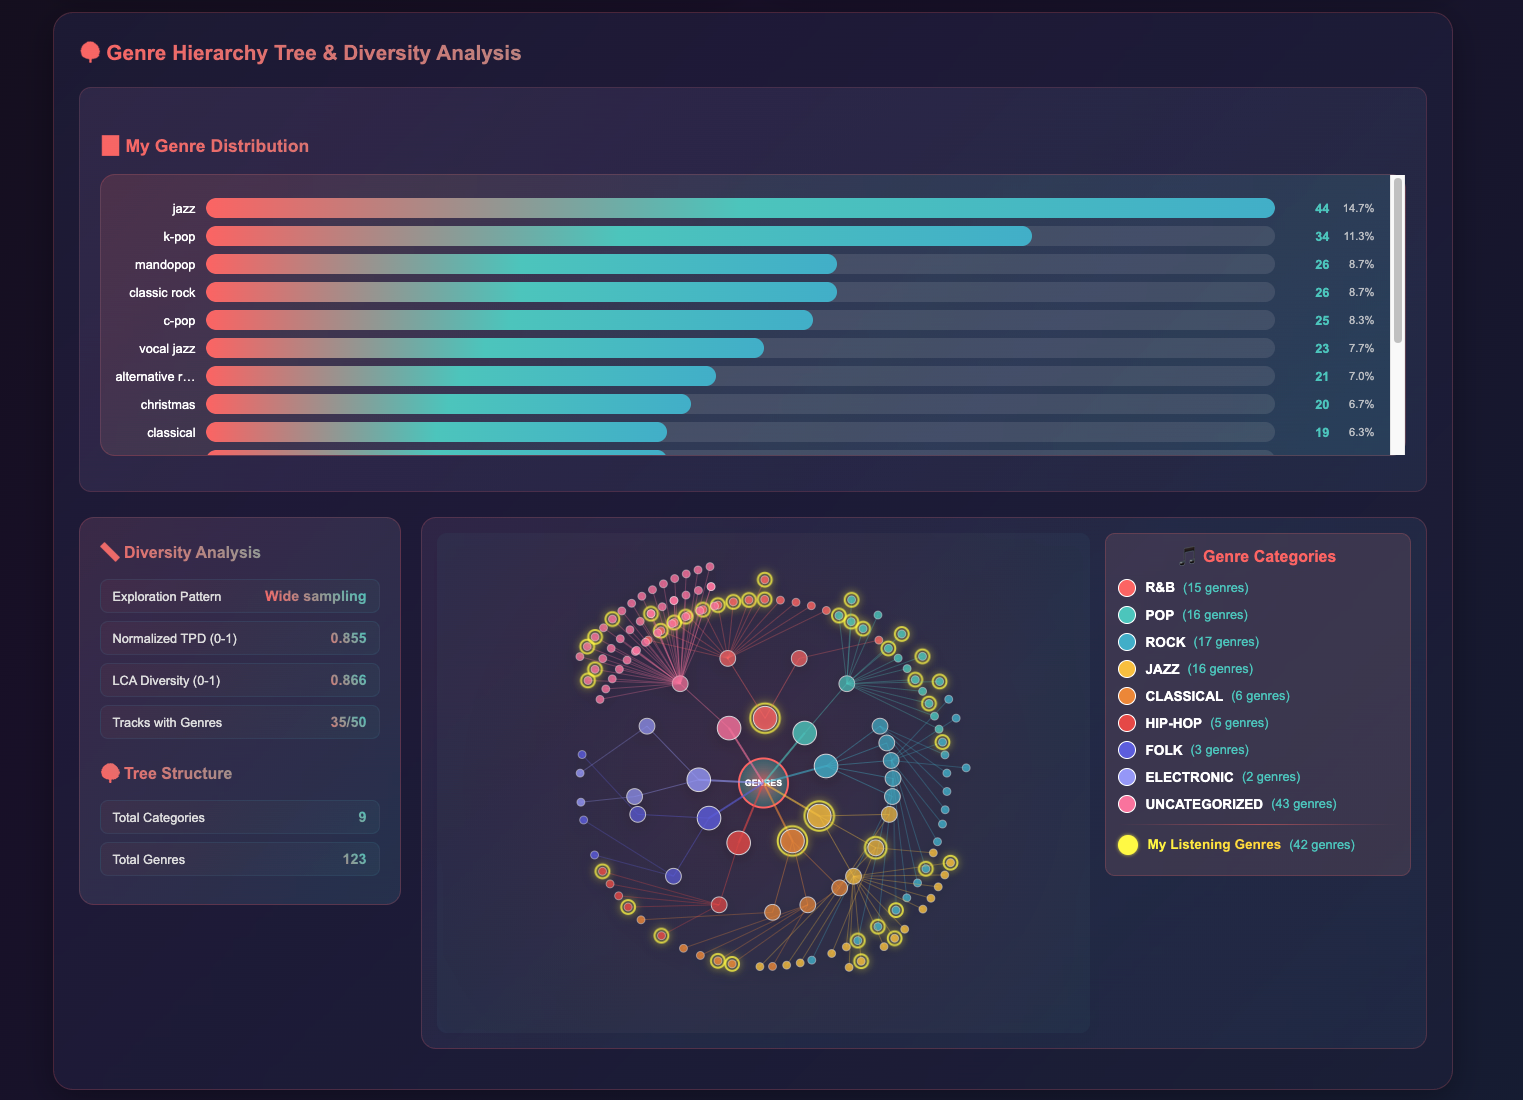 Genre Hierarchy Tree & Diversity Analysis
My Genre Distribution
jazz 44 14.7%
k-pop 34 11.3%
mandopop 26 8.7%
classic rock 26 8.7%
c-pop 25 8.3%
vocal jazz 23 7.7%
alternative r... 21 7.0%
christmas 20 6.7%
classical 19 6.3%
Diversity Analysis
Exploration Pattern Wide sampling
Normalized TPD (0-1) 0.855
LCA Diversity (0-1) 0.866
Tracks with Genres 35/50
Tree Structure
Total Categories 9
Total Genres 123
GENRES
Genre Categories
R&B (15 genres)
POP (16 genres)
ROCK (17 genres)
JAZZ (16 genres)
CLASSICAL (6 genres)
HIP-HOP (5 genres)
FOLK (3 genres)
ELECTRONIC (2 genres)
UNCATEGORIZED (43 genres)
My Listening Genres (42 genres)